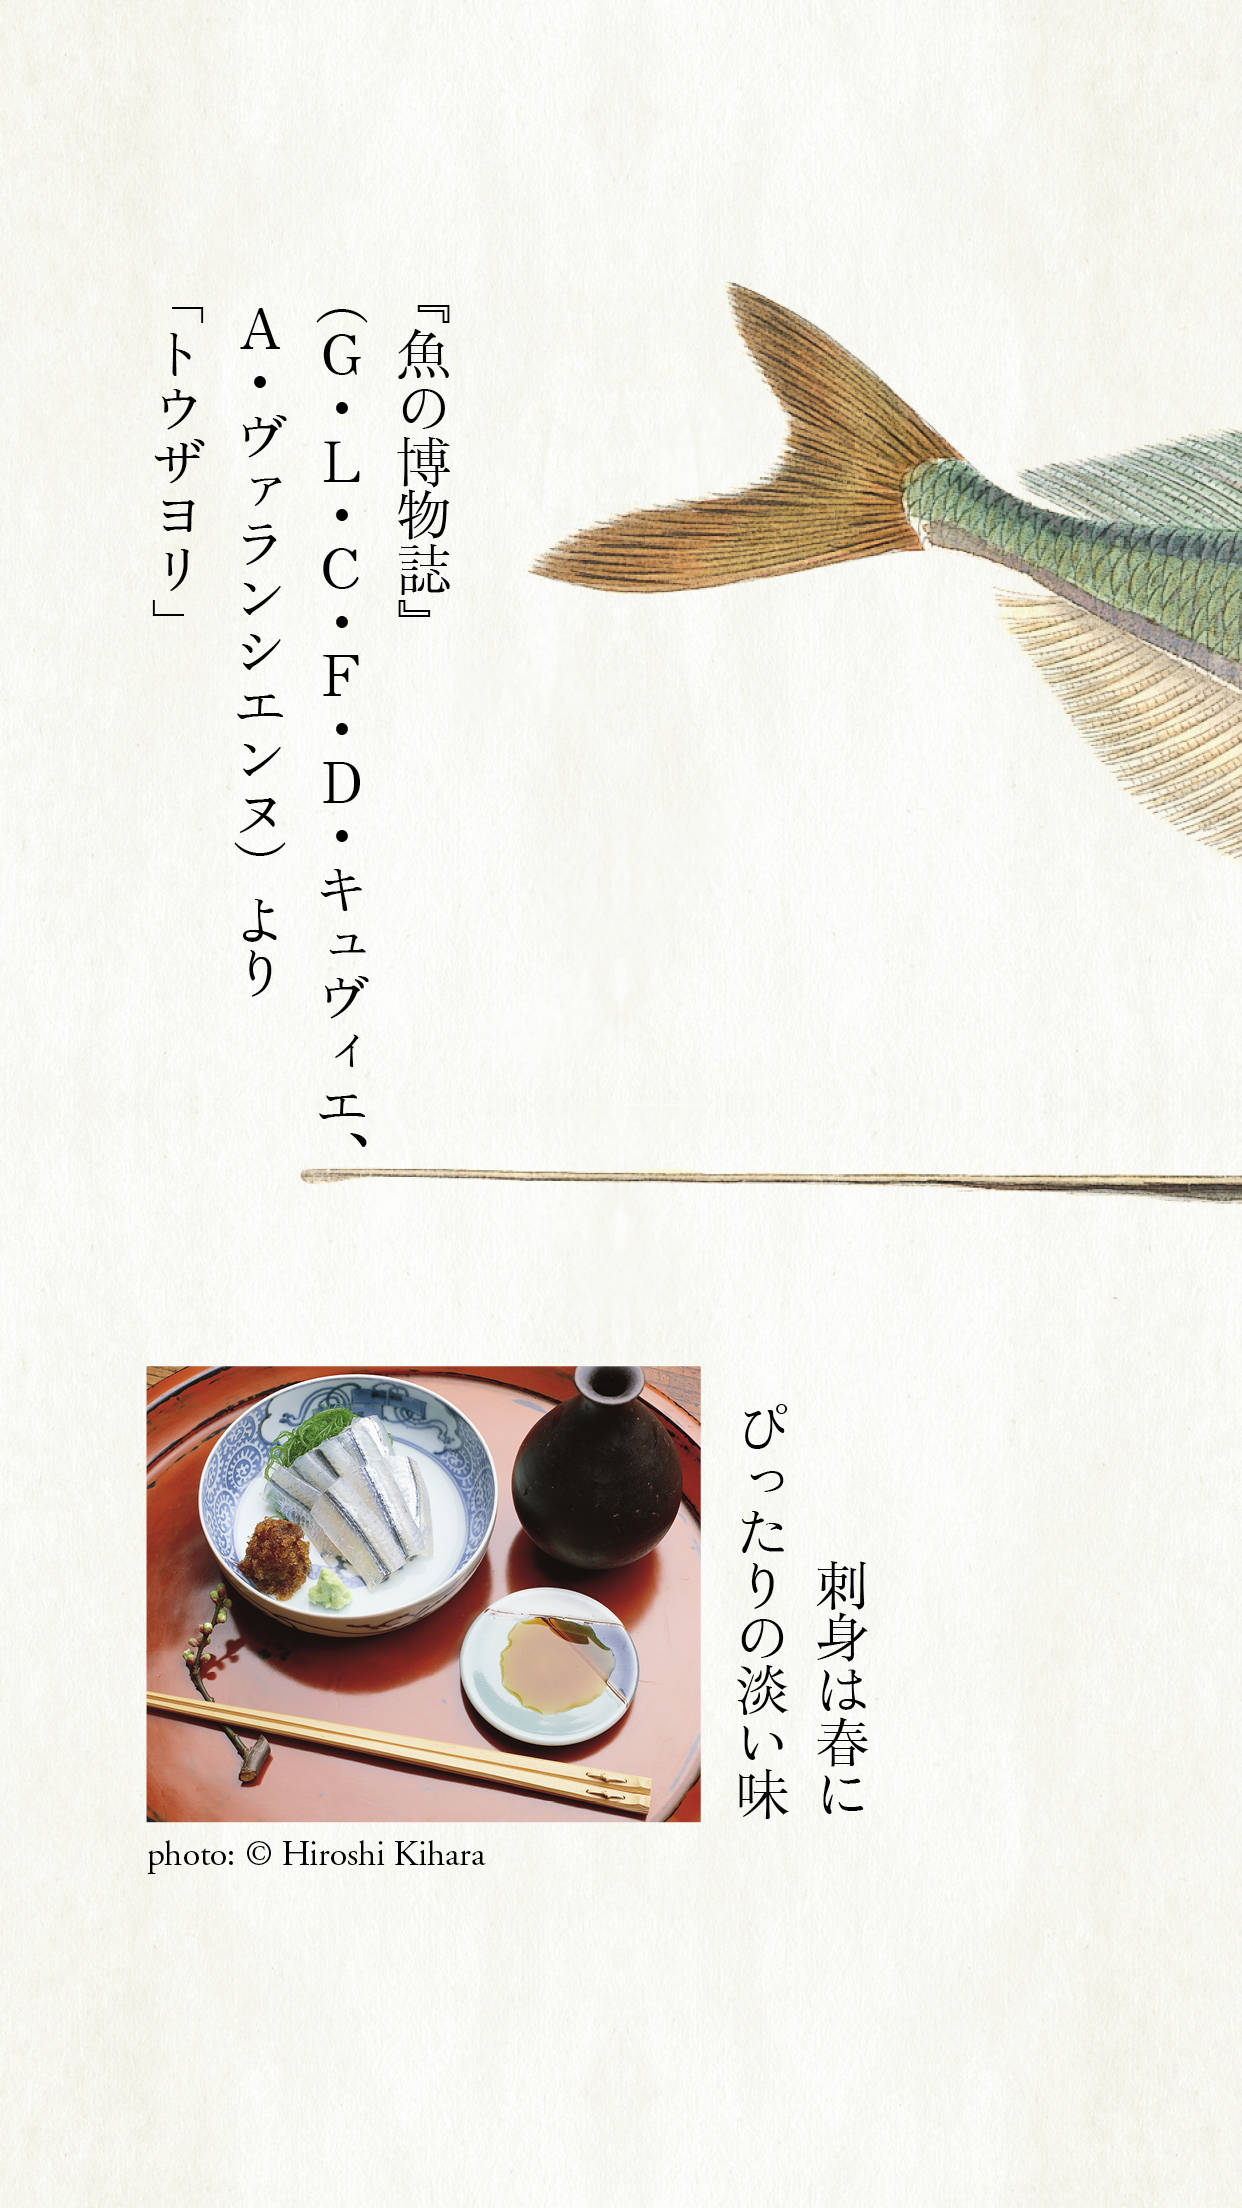 『魚の博物誌』
(G・L・C・F・D・キュヴィエ、
A・ヴァランシエンヌ)より
「トウザヨリ」
刺身は春に
ぴったりの淡い味
photo: © Hiroshi Kihara